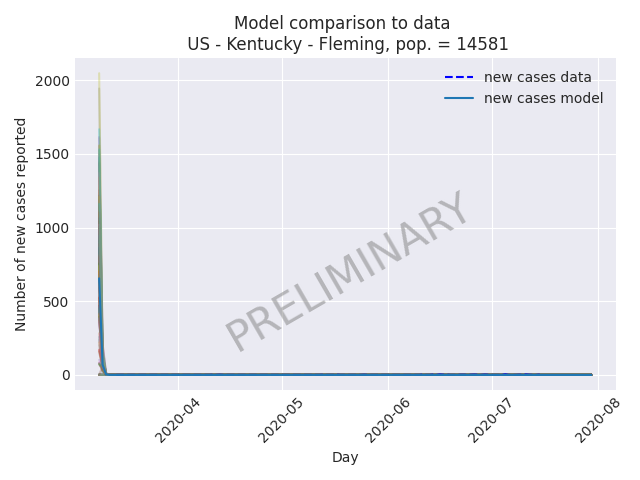 Model comparison to data
US - Kentucky - Fleming, pop. = 14581
new cases data
new cases model
Number of new cases reported
2000
1500
1000
500
0
PRELIMINARY
2020-04
2020-05
2020-06
2020-07
2020-08
Day